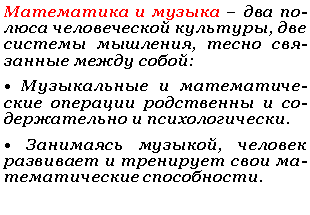 Математика и музыка – два по-
люса человеческой культуры, две
системы мышления, тесно свя-
занные между собой:
• Музыкальные и математиче-
ские операции родственны и со-
держательно и психологически.
• Занимаясь музыкой, человек
развивает и тренирует свои ма-
тематические способности.